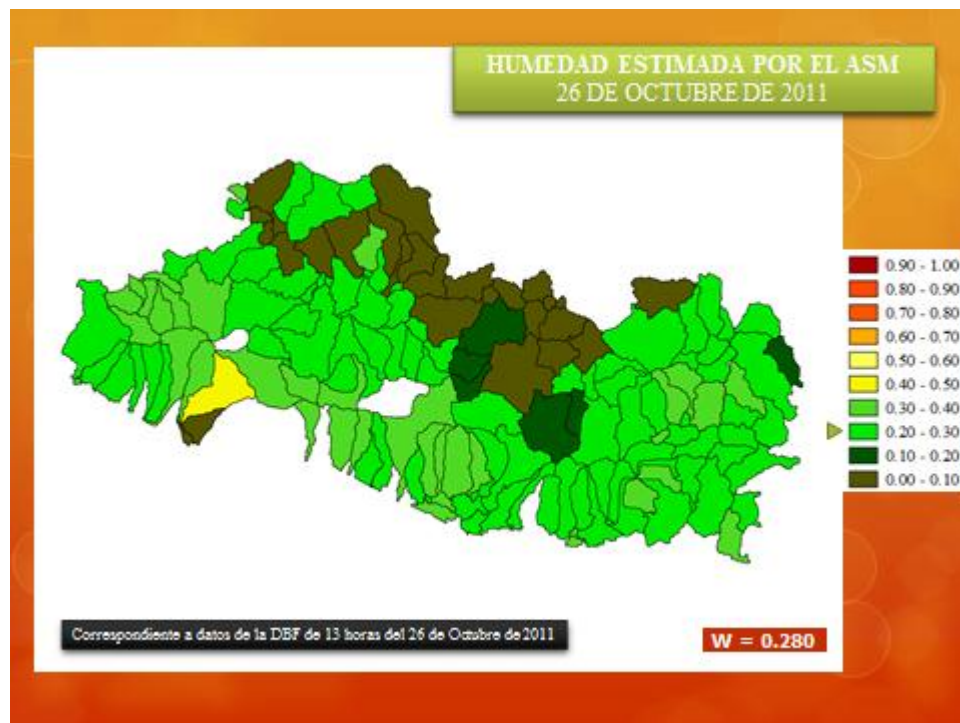 HUMEDAD ESTIMADA POR EL ASM
26 DE OCTUBRE DE 2011
0.90 - 1.00
0.80 - 0.90
0.70 - 0.80
0.60 - 0.70
0.50 - 0.60
0.40 - 0.50
0.30 - 0.40
0.20 - 0.30
0.10 - 0.20
0.00 - 0.10
Correspondiente a datos de la DBF de 13 horas del 26 de Octubre de 2011
W = 0.280